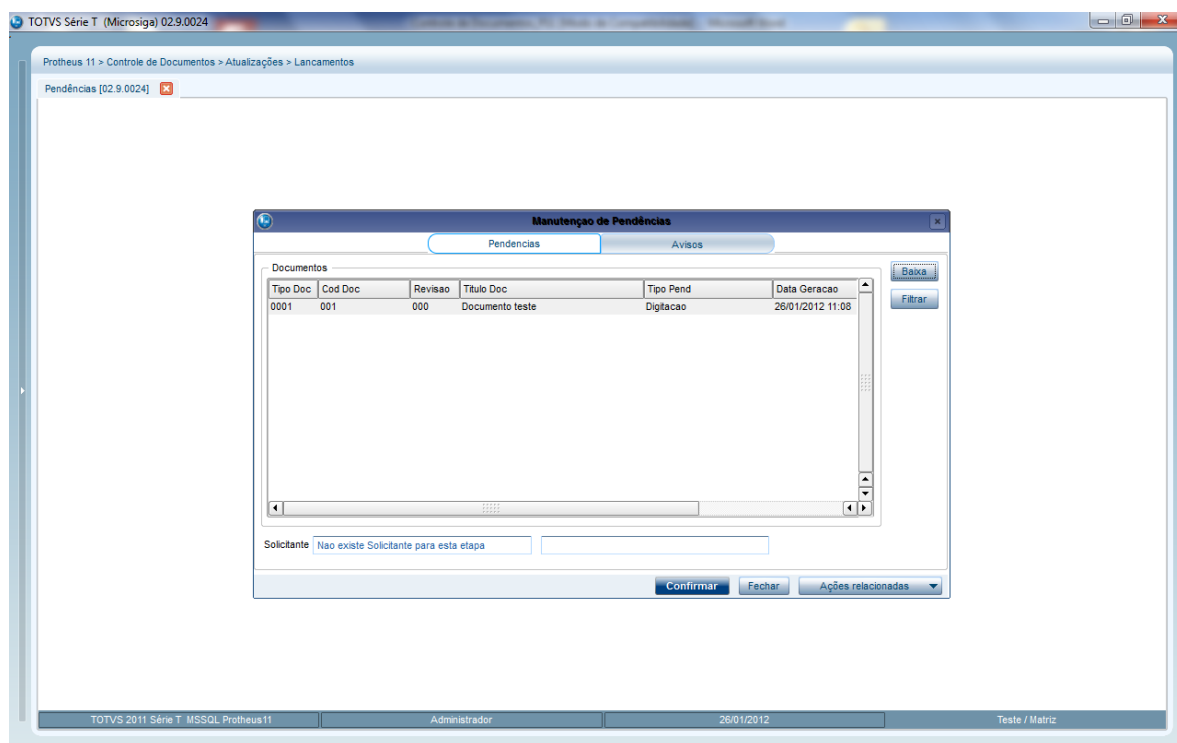 TOTVS Série T (Microsiga) 02.9.0024
Protheus 11 > Controle de Documentos > Atualizações > Lancamentos
Pendências [02.9.0024]
Manutençao de Pendências
Pendencias Avisos
Documentos
Baixa
Filtrar
Tipo Doc Cod Doc Revisao Titulo Doc Tipo Pend Data Geracao
0001 001 000 Documento teste Digitacao 26/01/2012 11:08
Solicitante Nao existe Solicitante para esta etapa
Confirmar Fechar Ações relacionadas
TOTVS 2011 Série T MSSQL Protheus11 Administrador 26/01/2012 Teste / Matriz